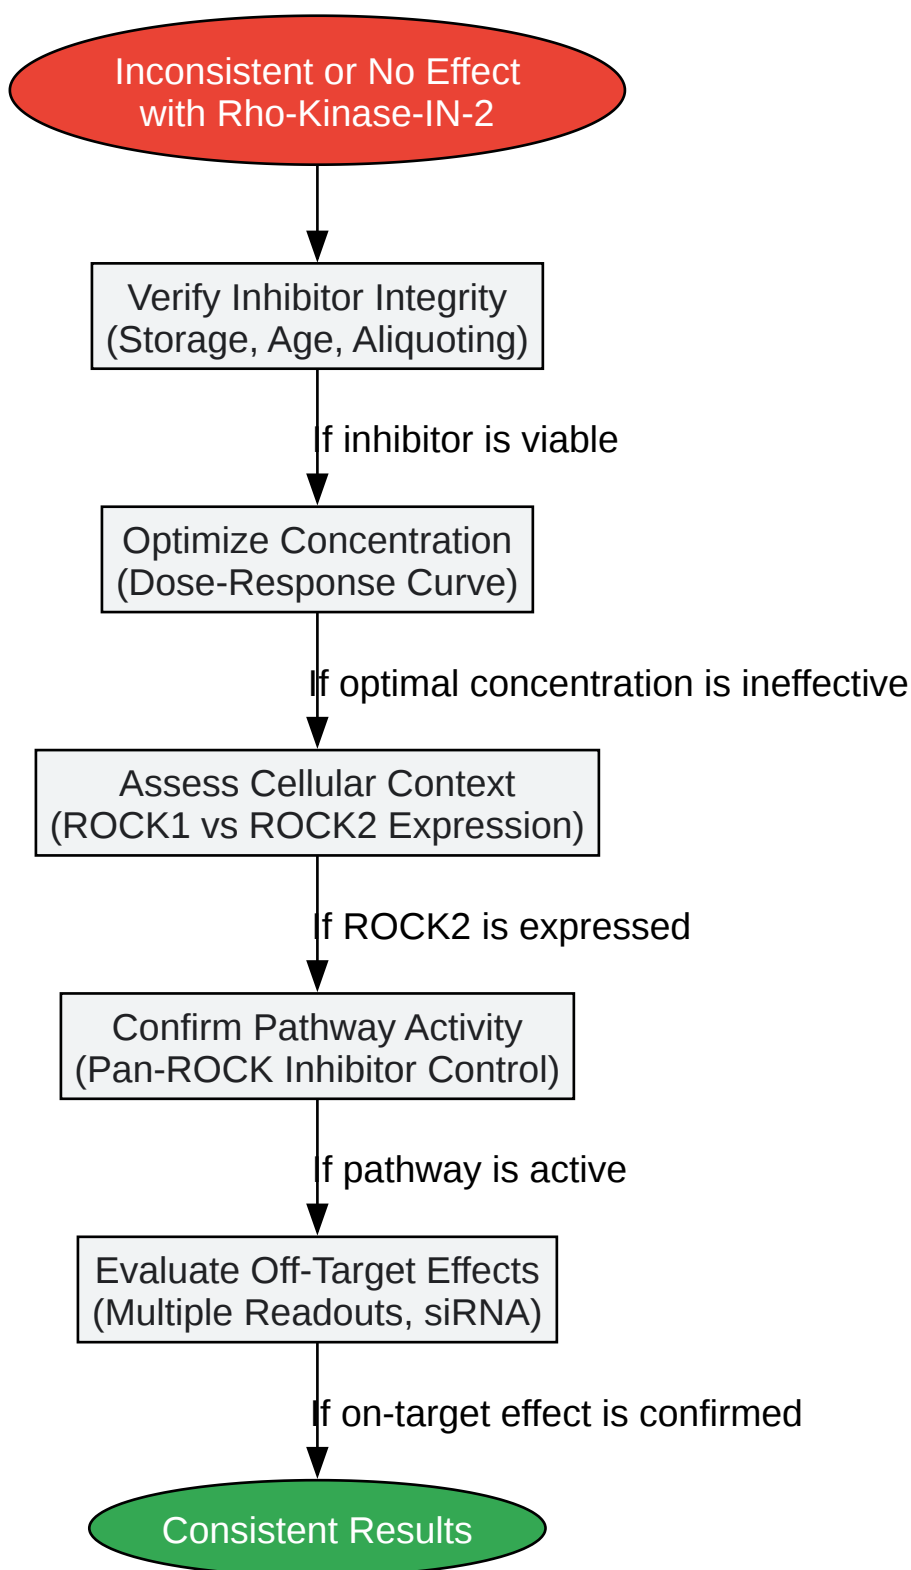 Inconsistent or No Effect
with Rho-Kinase-IN-2
Verify Inhibitor Integrity
(Storage, Age, Aliquoting)
If inhibitor is viable
Optimize Concentration
(Dose-Response Curve)
If optimal concentration is ineffective
Assess Cellular Context
(ROCK1 vs ROCK2 Expression)
If ROCK2 is expressed
Confirm Pathway Activity
(Pan-ROCK Inhibitor Control)
If pathway is active
Evaluate Off-Target Effects
(Multiple Readouts, siRNA)
If on-target effect is confirmed
Consistent Results